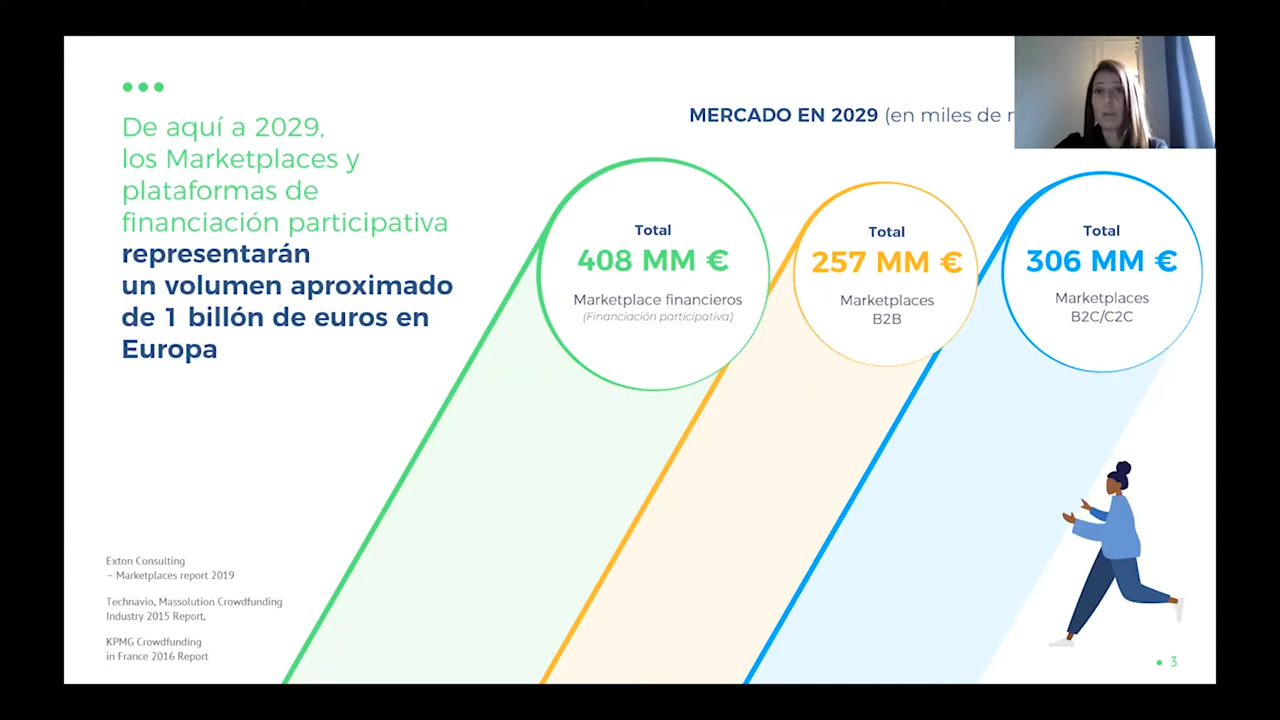 De aquí a 2029,
los Marketplaces y
plataformas de
financiación participativa
representarán
un volumen aproximado
de 1 billón de euros en
Europa
MERCADO EN 2029 (en miles de
Total
408 MM €
Marketplace financieros
(Financiación participativa)
Total
257 MM €
Marketplaces
B2B
Total
306 MM €
Marketplaces
B2C/C2C
Exton Consulting
– Marketplaces report 2019
Technavio, Massolution Crowdfunding
Industry 2015 Report,
KPMG Crowdfunding
in France 2016 Report
3